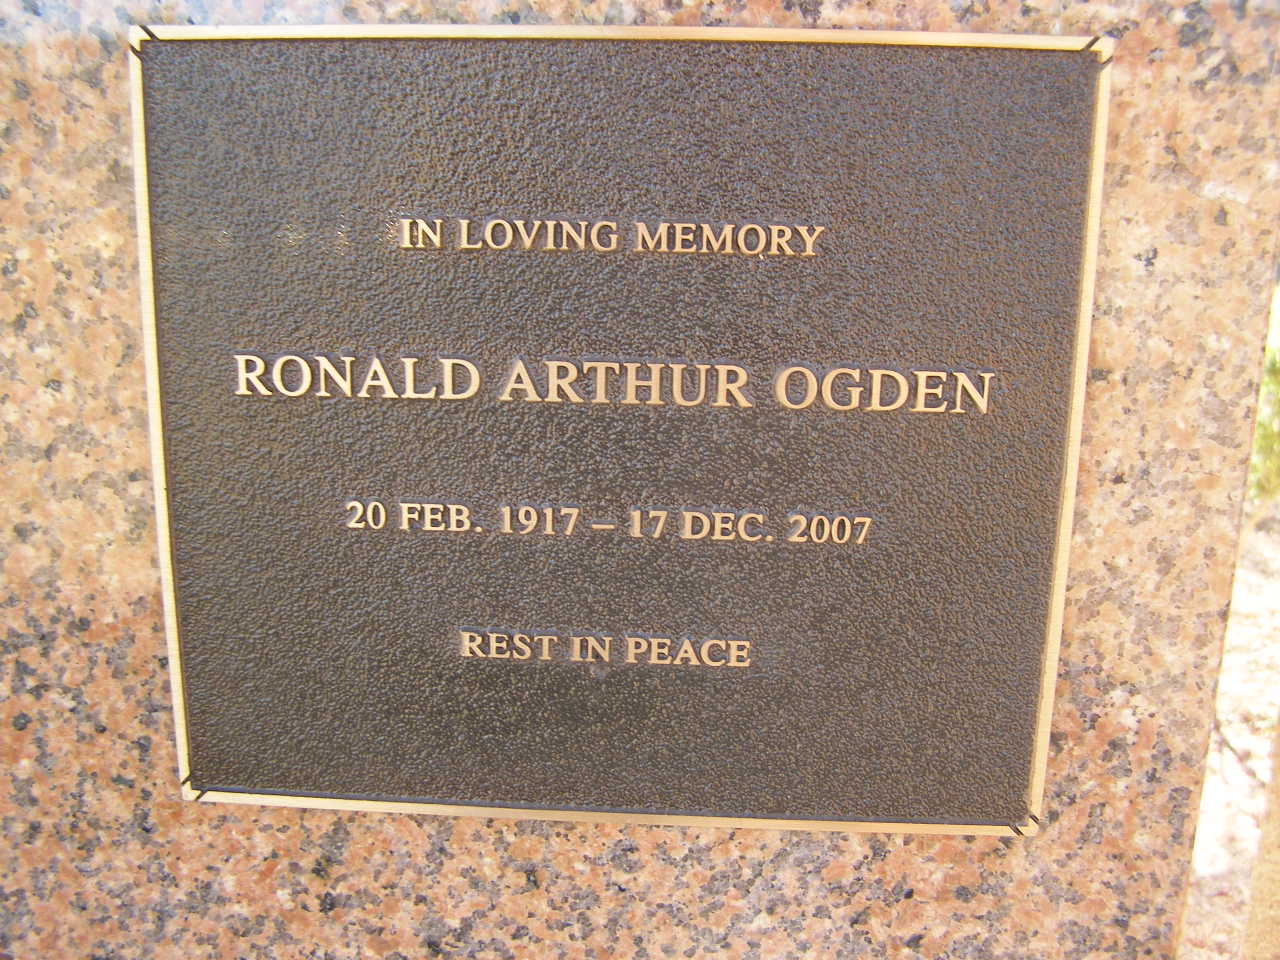 IN LOVING MEMORY
RONALD ARTHUR OGDEN
20 FEB. 1917 – 17 DEC. 2007
REST IN PEACE